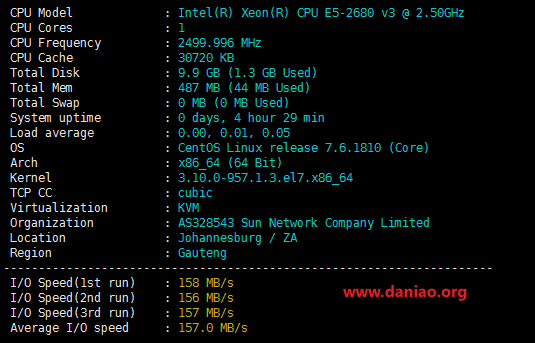 CPU Model : Intel(R) Xeon(R) CPU E5-2680 v3 @ 2.50GHz
CPU Cores : 1
CPU Frequency : 2499.996 MHz
CPU Cache : 30720 KB
Total Disk : 9.9 GB (1.3 GB Used)
Total Mem : 487 MB (44 MB Used)
Total Swap : 0 MB (0 MB Used)
System uptime : 0 days, 4 hour 29 min
Load average : 0.00, 0.01, 0.05
OS : CentOS Linux release 7.6.1810 (Core)
Arch : x86_64 (64 Bit)
Kernel : 3.10.0-957.1.3.el7.x86_64
TCP CC : cubic
Virtualization : KVM
Organization : AS328543 Sun Network Company Limited
Location : Johannesburg / ZA
Region : Gauteng
----------------------------------------------------------------------
I/O Speed(1st run) : 158 MB/s
I/O Speed(2nd run) : 156 MB/s
www.daniao.org
I/O Speed(3rd run) : 157 MB/s
Average I/O speed : 157.0 MB/s